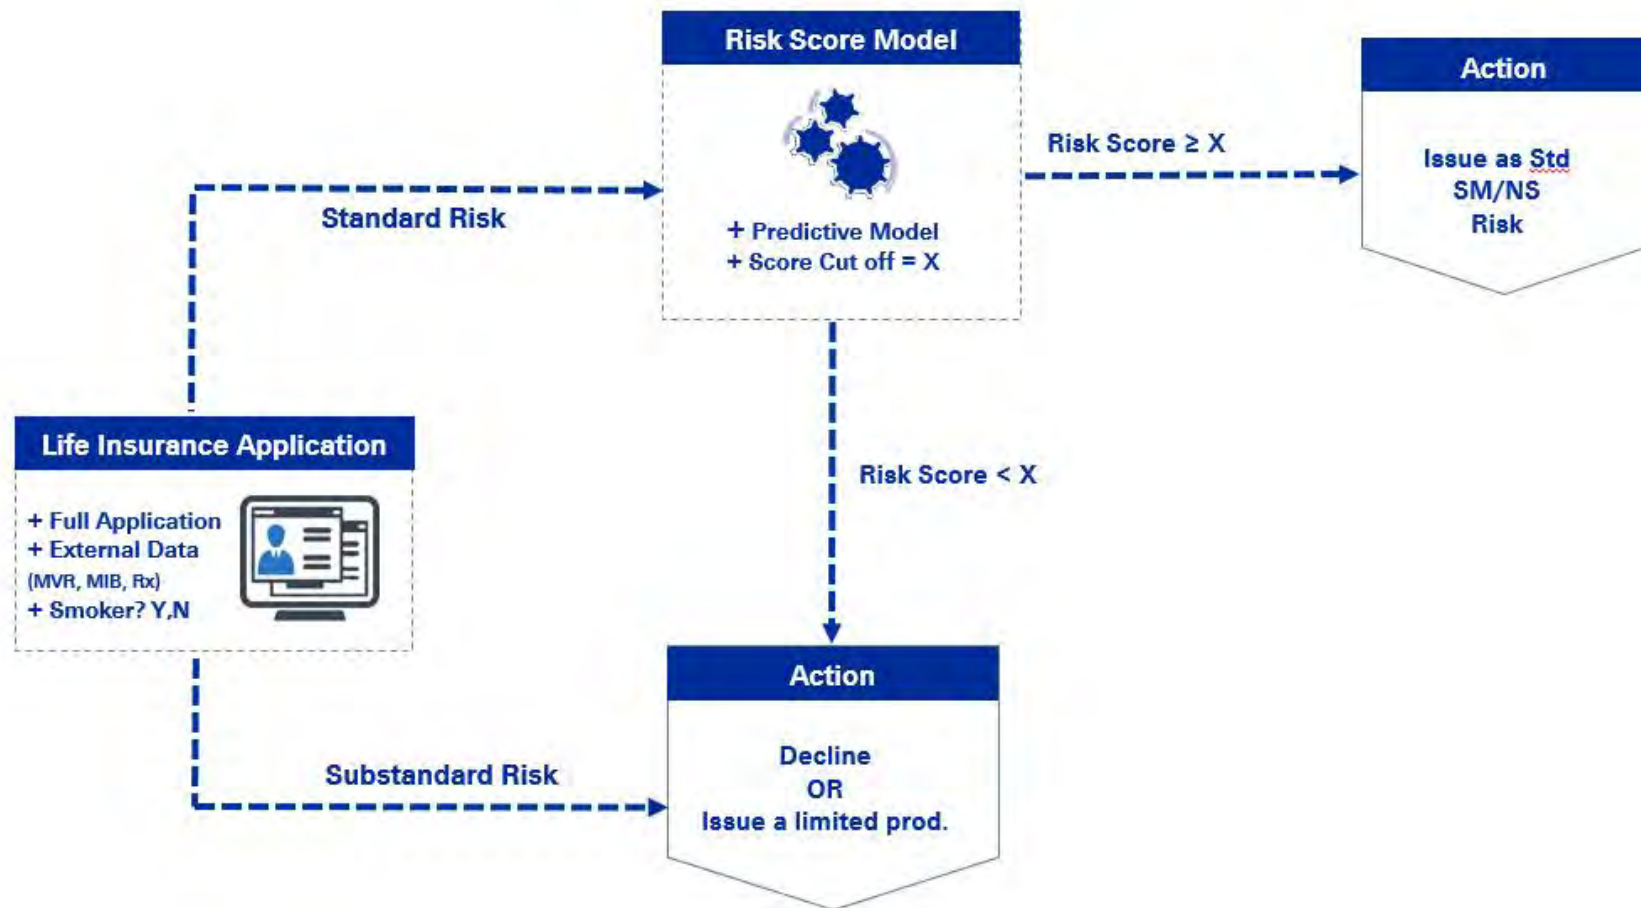 Risk Score Model
+ Predictive Model
+ Score Cut off = X
Action
Issue as Std
SM/NS
Risk
Risk Score ≥ X
Standard Risk
Life Insurance Application
+ Full Application
+ External Data
(MVR, MIB, Rx)
+ Smoker? Y,N
Risk Score < X
Substandard Risk
Action
Decline
OR
Issue a limited prod.